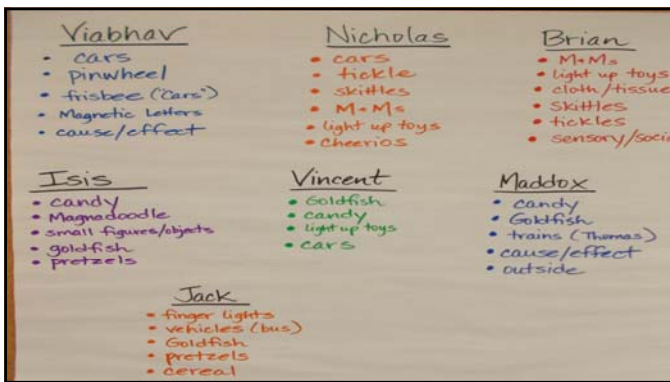 Viabhav
• cars
• pinwheel
• frisbee ("Cars")
• Magnetic Letters
• cause/effect
Nicholas
• cars
• tickle
• skittles
• M+Ms
• light up toys
• cheerios
Brian
• M+Ms
• light up toys
• cloth/tissue
• skittles
• tickles
• sensory/soci
Isis
• candy
• Magnadoodle
• small figures/objects
• goldfish
• pretzels
Vincent
• Goldfish
• candy
• light up toys
• cars
Maddox
• candy
• Goldfish
• trains (Thomas)
• cause/effect
• outside
Jack
• finger lights
• vehicles (bus)
• Goldfish
• pretzels
• cereal